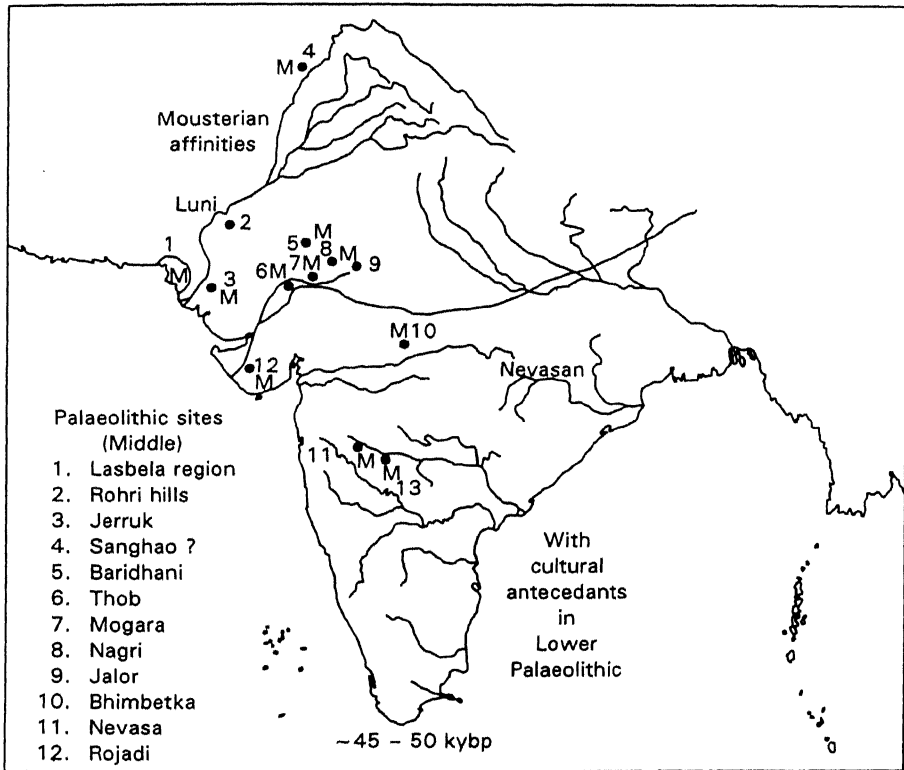 4
M
Mousterian
affinities
Luni
2
1
M
5 M
8 M
7M
9
6M
3
M
M10
12
M
Nevasan
Palaeolithic sites
(Middle)
1. Lasbela region
2. Rohri hills
3. Jerruk
4. Sanghao ?
5. Baridhani
6. Thob
7. Mogara
8. Nagri
9. Jalor
10. Bhimbetka
11. Nevasa
12. Rojadi
11 M
M
13
With
cultural
antecedants
in
Lower
Palaeolithic
~45 - 50 kybp